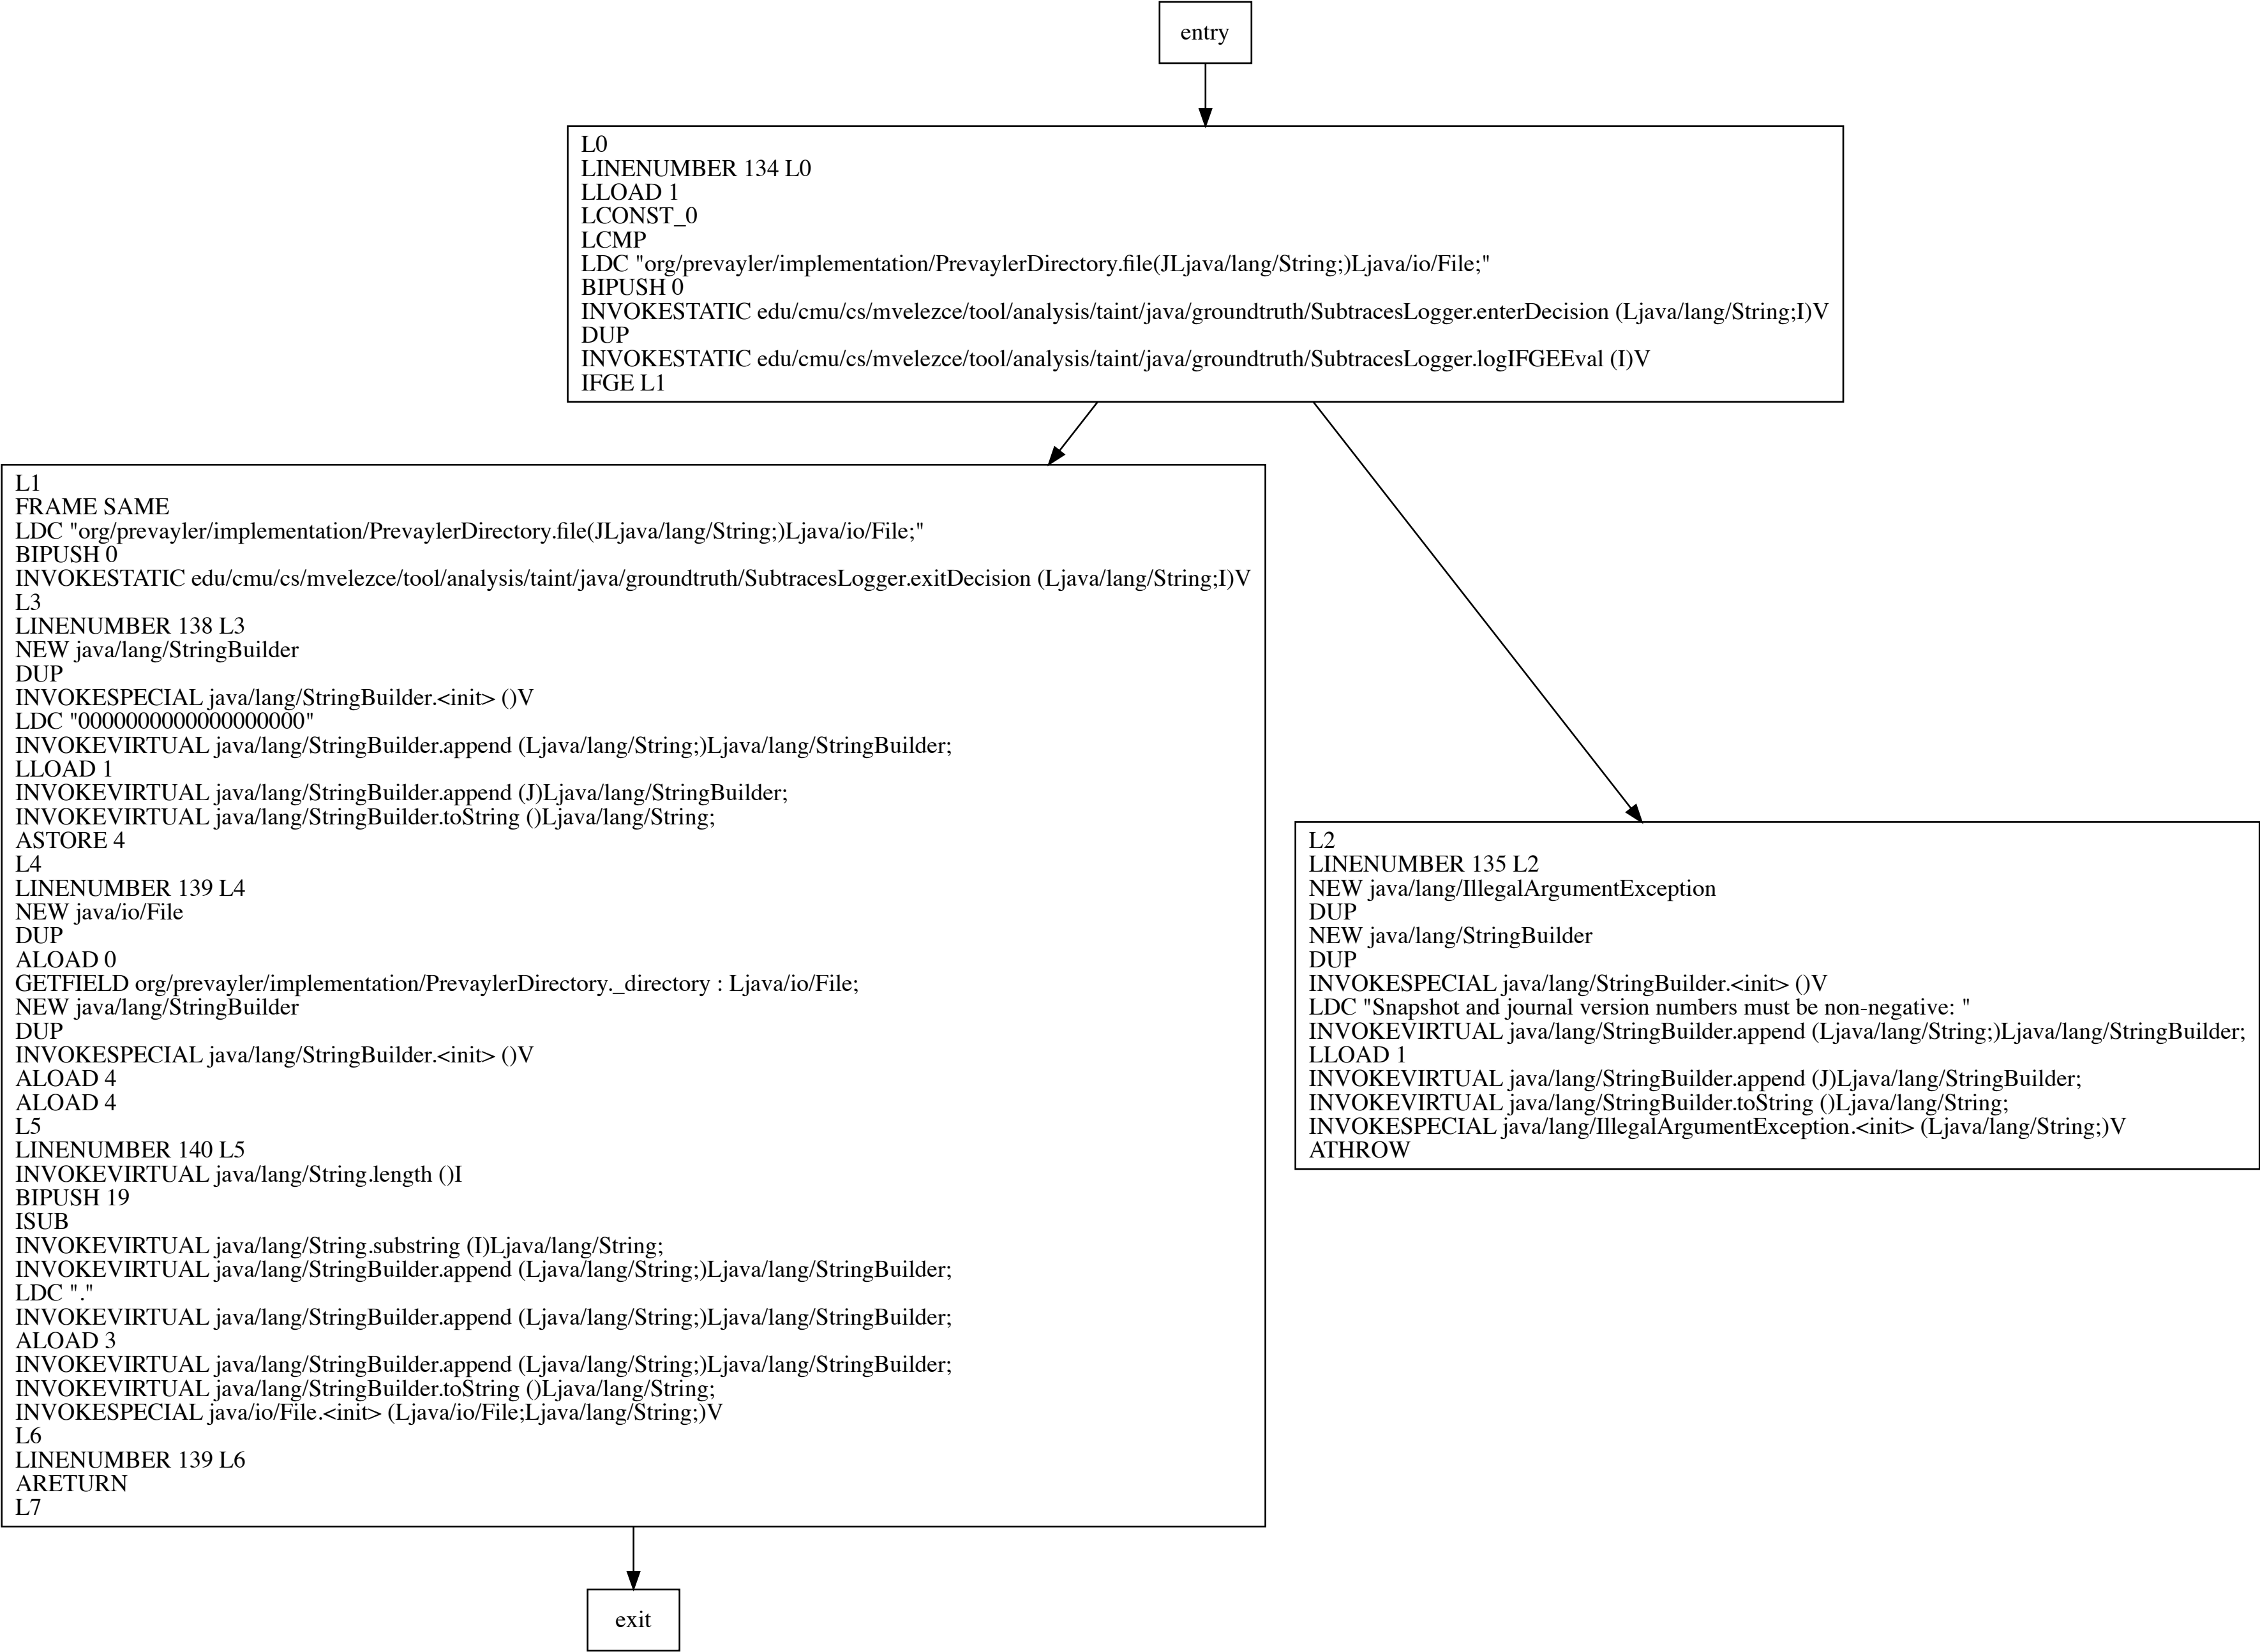 entry
L0
LINENUMBER 134 L0
LLOAD 1
LCONST_0
LCMP
LDC "org/prevayler/implementation/PrevaylerDirectory.file(JLjava/lang/String;)Ljava/io/File;"
BIPUSH 0
INVOKESTATIC edu/cmu/cs/mvelezce/tool/analysis/taint/java/groundtruth/SubtracesLogger.enterDecision (Ljava/lang/String;I)V
DUP
INVOKESTATIC edu/cmu/cs/mvelezce/tool/analysis/taint/java/groundtruth/SubtracesLogger.logIFGEEval (I)V
IFGE L1
L1
FRAME SAME
LDC "org/prevayler/implementation/PrevaylerDirectory.file(JLjava/lang/String;)Ljava/io/File;"
BIPUSH 0
INVOKESTATIC edu/cmu/cs/mvelezce/tool/analysis/taint/java/groundtruth/SubtracesLogger.exitDecision (Ljava/lang/String;I)V
L3
LINENUMBER 138 L3
NEW java/lang/StringBuilder
DUP
INVOKESPECIAL java/lang/StringBuilder.<init> ()V
LDC "0000000000000000000"
INVOKEVIRTUAL java/lang/StringBuilder.append (Ljava/lang/String;)Ljava/lang/StringBuilder;
LLOAD 1
INVOKEVIRTUAL java/lang/StringBuilder.append (J)Ljava/lang/StringBuilder;
INVOKEVIRTUAL java/lang/StringBuilder.toString ()Ljava/lang/String;
ASTORE 4
L4
LINENUMBER 139 L4
NEW java/io/File
DUP
ALOAD 0
GETFIELD org/prevayler/implementation/PrevaylerDirectory._directory : Ljava/io/File;
NEW java/lang/StringBuilder
DUP
INVOKESPECIAL java/lang/StringBuilder.<init> ()V
ALOAD 4
ALOAD 4
L5
LINENUMBER 140 L5
INVOKEVIRTUAL java/lang/String.length ()I
BIPUSH 19
ISUB
INVOKEVIRTUAL java/lang/String.substring (I)Ljava/lang/String;
INVOKEVIRTUAL java/lang/StringBuilder.append (Ljava/lang/String;)Ljava/lang/StringBuilder;
LDC "."
INVOKEVIRTUAL java/lang/StringBuilder.append (Ljava/lang/String;)Ljava/lang/StringBuilder;
ALOAD 3
INVOKEVIRTUAL java/lang/StringBuilder.append (Ljava/lang/String;)Ljava/lang/StringBuilder;
INVOKEVIRTUAL java/lang/StringBuilder.toString ()Ljava/lang/String;
INVOKESPECIAL java/io/File.<init> (Ljava/io/File;Ljava/lang/String;)V
L6
LINENUMBER 139 L6
ARETURN
L7
L2
LINENUMBER 135 L2
NEW java/lang/IllegalArgumentException
DUP
NEW java/lang/StringBuilder
DUP
INVOKESPECIAL java/lang/StringBuilder.<init> ()V
LDC "Snapshot and journal version numbers must be non-negative: "
INVOKEVIRTUAL java/lang/StringBuilder.append (Ljava/lang/String;)Ljava/lang/StringBuilder;
LLOAD 1
INVOKEVIRTUAL java/lang/StringBuilder.append (J)Ljava/lang/StringBuilder;
INVOKEVIRTUAL java/lang/StringBuilder.toString ()Ljava/lang/String;
INVOKESPECIAL java/lang/IllegalArgumentException.<init> (Ljava/lang/String;)V
ATHROW
exit